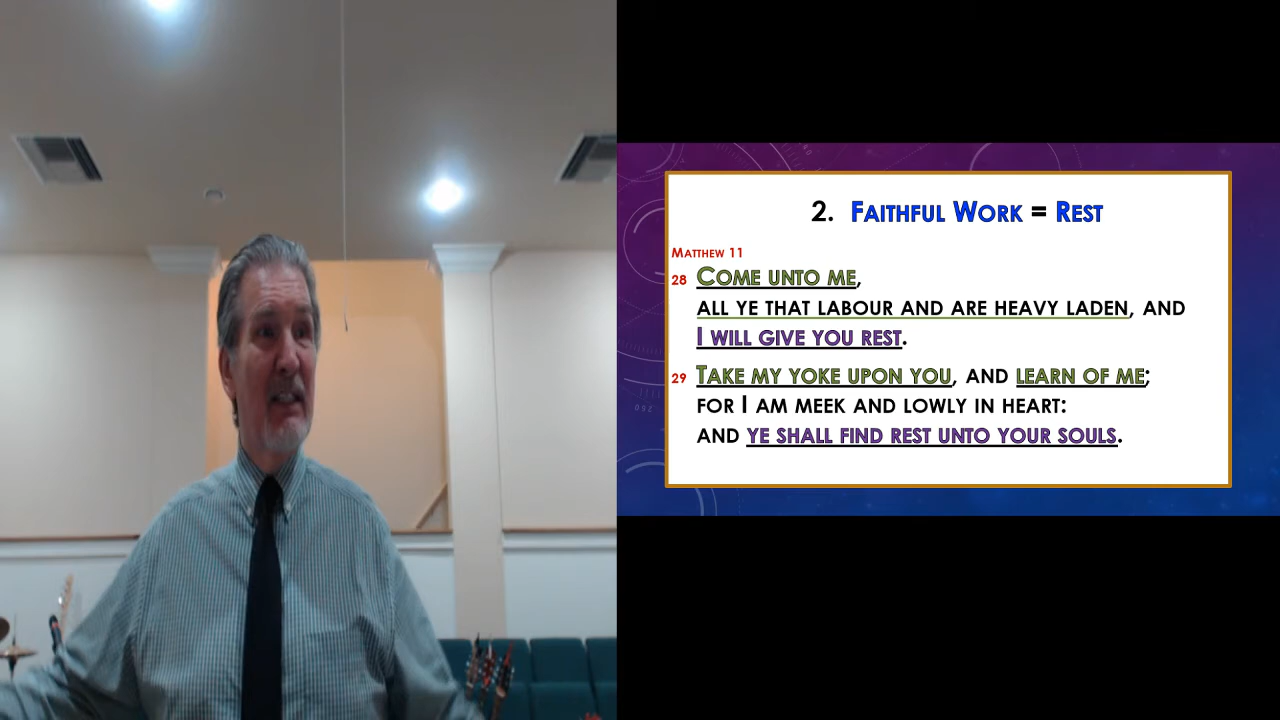 2. Faithful Work = Rest
Matthew 11
28 Come unto me,
all ye that labour and are heavy laden, and
I will give you rest.
29 Take my yoke upon you, and learn of me;
for I am meek and lowly in heart:
and ye shall find rest unto your souls.